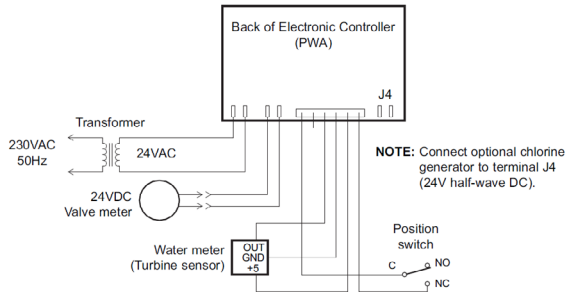 Back of Electronic Controller
(PWA)
J4
Transformer
230VAC
50Hz
24VAC
NOTE: Connect optional chlorine
generator to terminal J4
(24V half-wave DC).
24VDC
Valve meter
Position
switch
Water meter
(Turbine sensor)
OUT
GND
+5
C
NO
NC